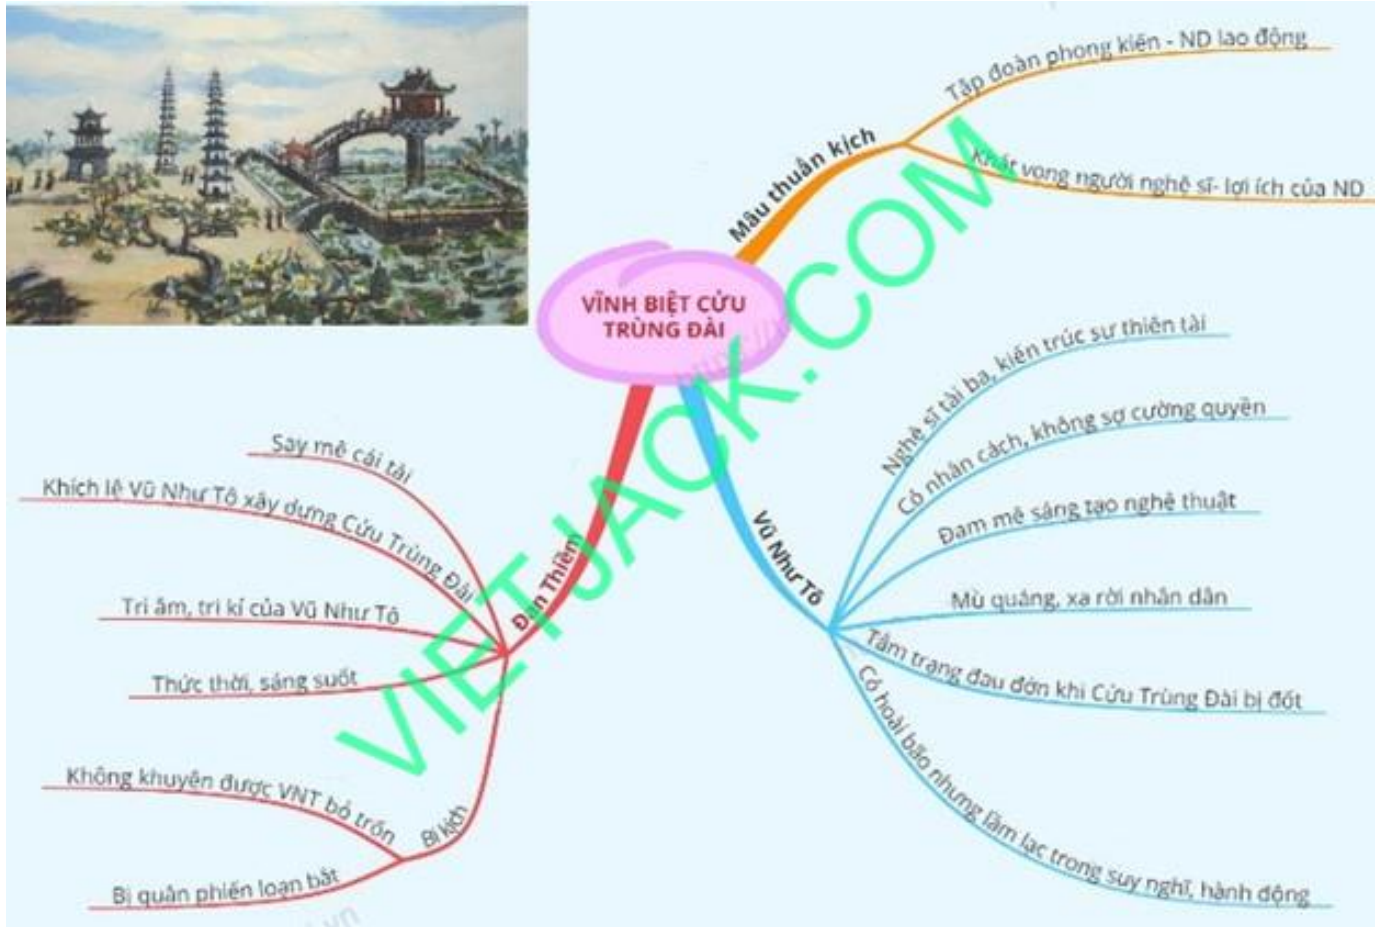 VĨNH BIỆT CỬU
TRÙNG ĐÀI
Mâu thuẫn kịch
Tập đoàn phong kiến - ND lao động
Khát vọng người nghệ sĩ- lợi ích của ND
Vũ Như Tô
Nghệ sĩ tài ba, kiến trúc sư thiên tài
Có nhân cách, không sợ cường quyền
Đam mê sáng tạo nghệ thuật
Mù quáng, xa rời nhân dân
Tâm trạng đau đớn khi Cửu Trùng Đài bị đốt
Có hoài bão nhưng lầm lạc trong suy nghĩ, hành động
Đan Thiềm
Say mê cái tài
Khích lệ Vũ Như Tô xây dựng Cửu Trùng Đài
Tri âm, tri kỉ của Vũ Như Tô
Thức thời, sáng suốt
Bi kịch
Không khuyên được VNT bỏ trốn
Bị quân phiến loạn bắt
VIETJACK.COM